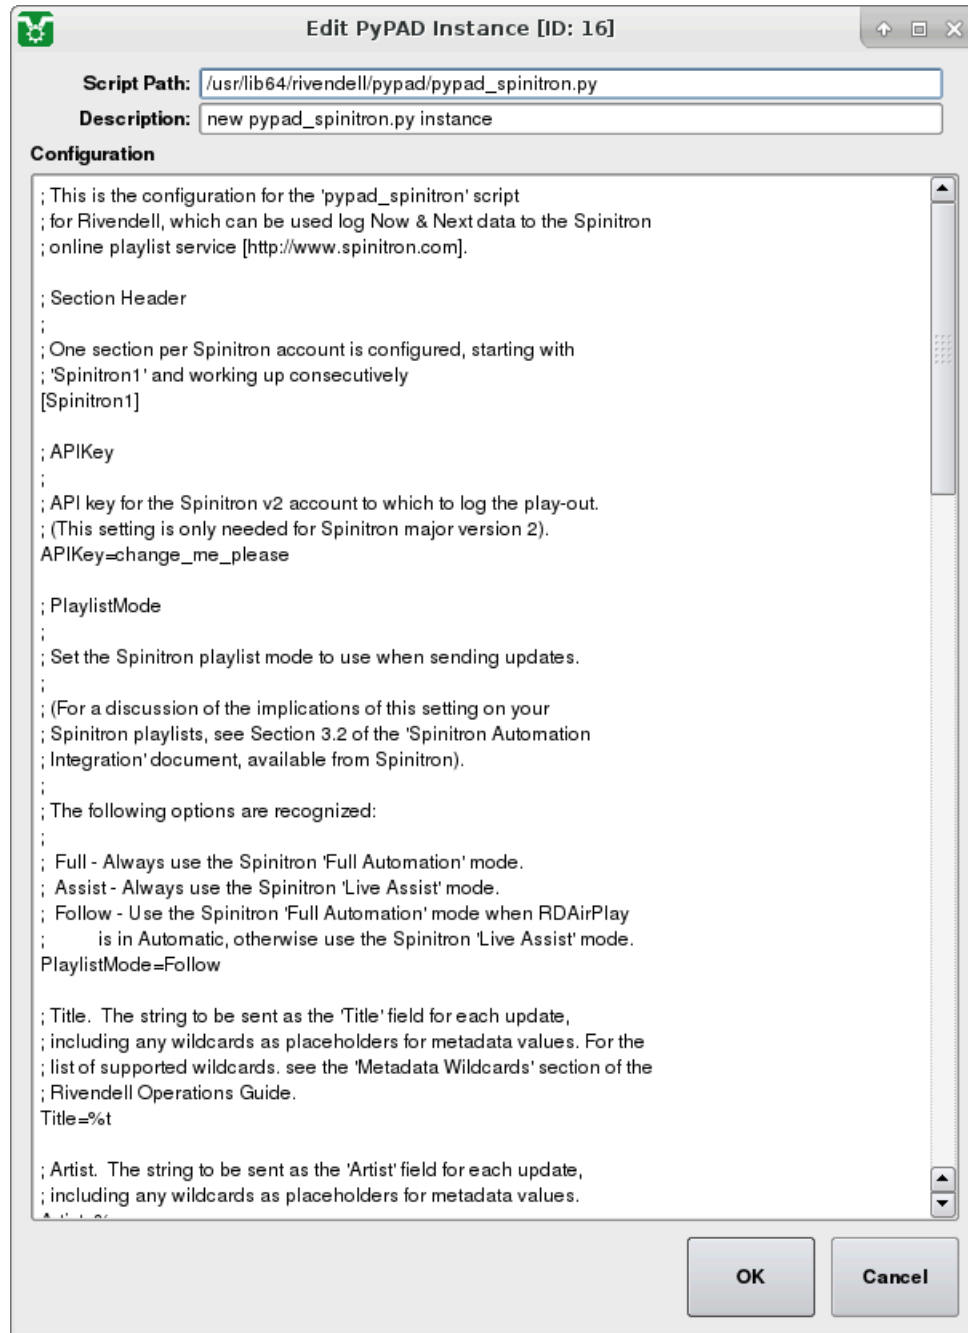 Edit PyPAD Instance [ID: 16]
Script Path: /usr/lib64/rivendell/pypad/pypad_spinitron.py
Description: new pypad_spinitron.py instance
Configuration
; This is the configuration for the 'pypad_spinitron' script
; for Rivendell, which can be used log Now & Next data to the Spinitron
; online playlist service [http://www.spinitron.com].
; Section Header
;
; One section per Spinitron account is configured, starting with
; 'Spinitron1' and working up consecutively
[Spinitron1]
; APIKey
;
; API key for the Spinitron v2 account to which to log the play-out.
; (This setting is only needed for Spinitron major version 2).
APIKey=change_me_please
; PlaylistMode
;
; Set the Spinitron playlist mode to use when sending updates.
;
; (For a discussion of the implications of this setting on your
; Spinitron playlists, see Section 3.2 of the 'Spinitron Automation
; Integration' document, available from Spinitron).
;
; The following options are recognized:
;
;  Full - Always use the Spinitron 'Full Automation' mode.
;  Assist - Always use the Spinitron 'Live Assist' mode.
;  Follow - Use the Spinitron 'Full Automation' mode when RDAirPlay
;         is in Automatic, otherwise use the Spinitron 'Live Assist' mode.
PlaylistMode=Follow
; Title.  The string to be sent as the 'Title' field for each update,
; including any wildcards as placeholders for metadata values. For the
; list of supported wildcards. see the 'Metadata Wildcards' section of the
; Rivendell Operations Guide.
Title=%t
; Artist.  The string to be sent as the 'Artist' field for each update,
; including any wildcards as placeholders for metadata values.
OK
Cancel